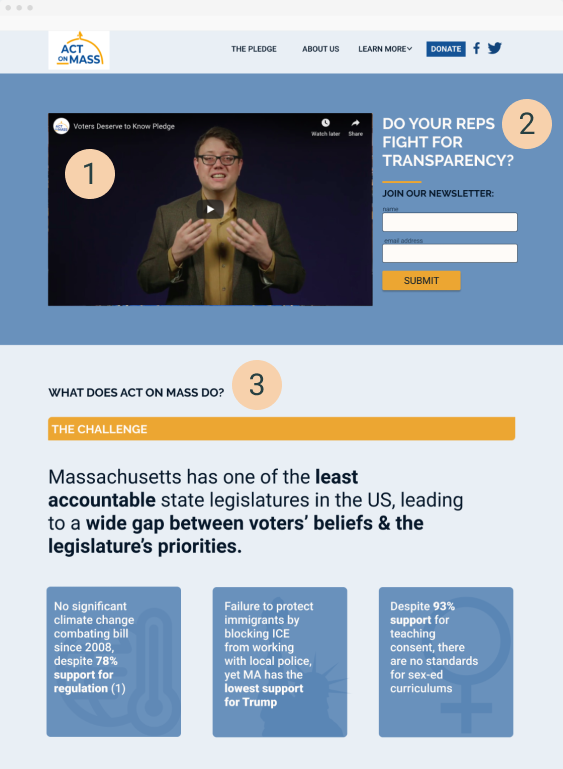 ACT
ON MASS
THE PLEDGE
ABOUT US
LEARN MORE
DONATE
ACT
ON MASS
Voters Deserve to Know Pledge
Watch later
Share
1
DO YOUR REPS
FIGHT FOR
TRANSPARENCY?
2
JOIN OUR NEWSLETTER:
name
email address
SUBMIT
WHAT DOES ACT ON MASS DO?
3
THE CHALLENGE
Massachusetts has one of the least
accountable state legislatures in the US, leading
to a wide gap between voters’ beliefs & the
legislature’s priorities.
No significant
climate change
combating bill
since 2008,
despite 78%
support for
regulation (1)
Failure to protect
immigrants by
blocking ICE
from working
with local police,
yet MA has the
lowest support
for Trump
Despite 93%
support for
teaching
consent, there
are no standards
for sex-ed
curriculums